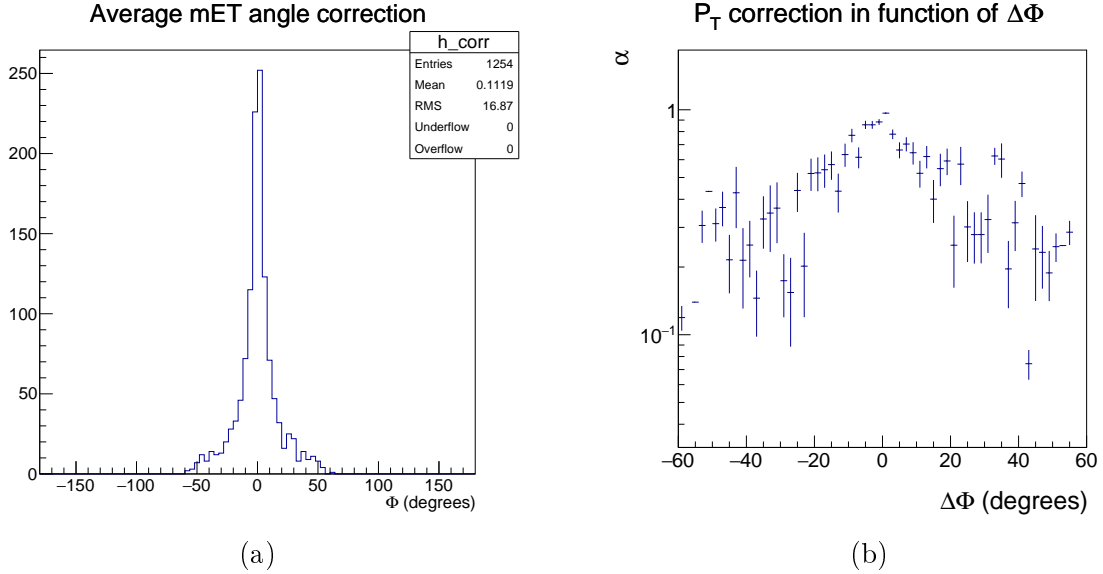 Average mET angle correction
h_corr
Entries 1254
Mean 0.1119
RMS 16.87
Underflow 0
Overflow 0
250
200
150
100
50
0
−150 −100 −50 0 50 100 150
Φ (degrees)
(a)
P_T correction in function of ΔΦ
α
1
10⁻¹
−60 −40 −20 0 20 40 60
ΔΦ (degrees)
(b)